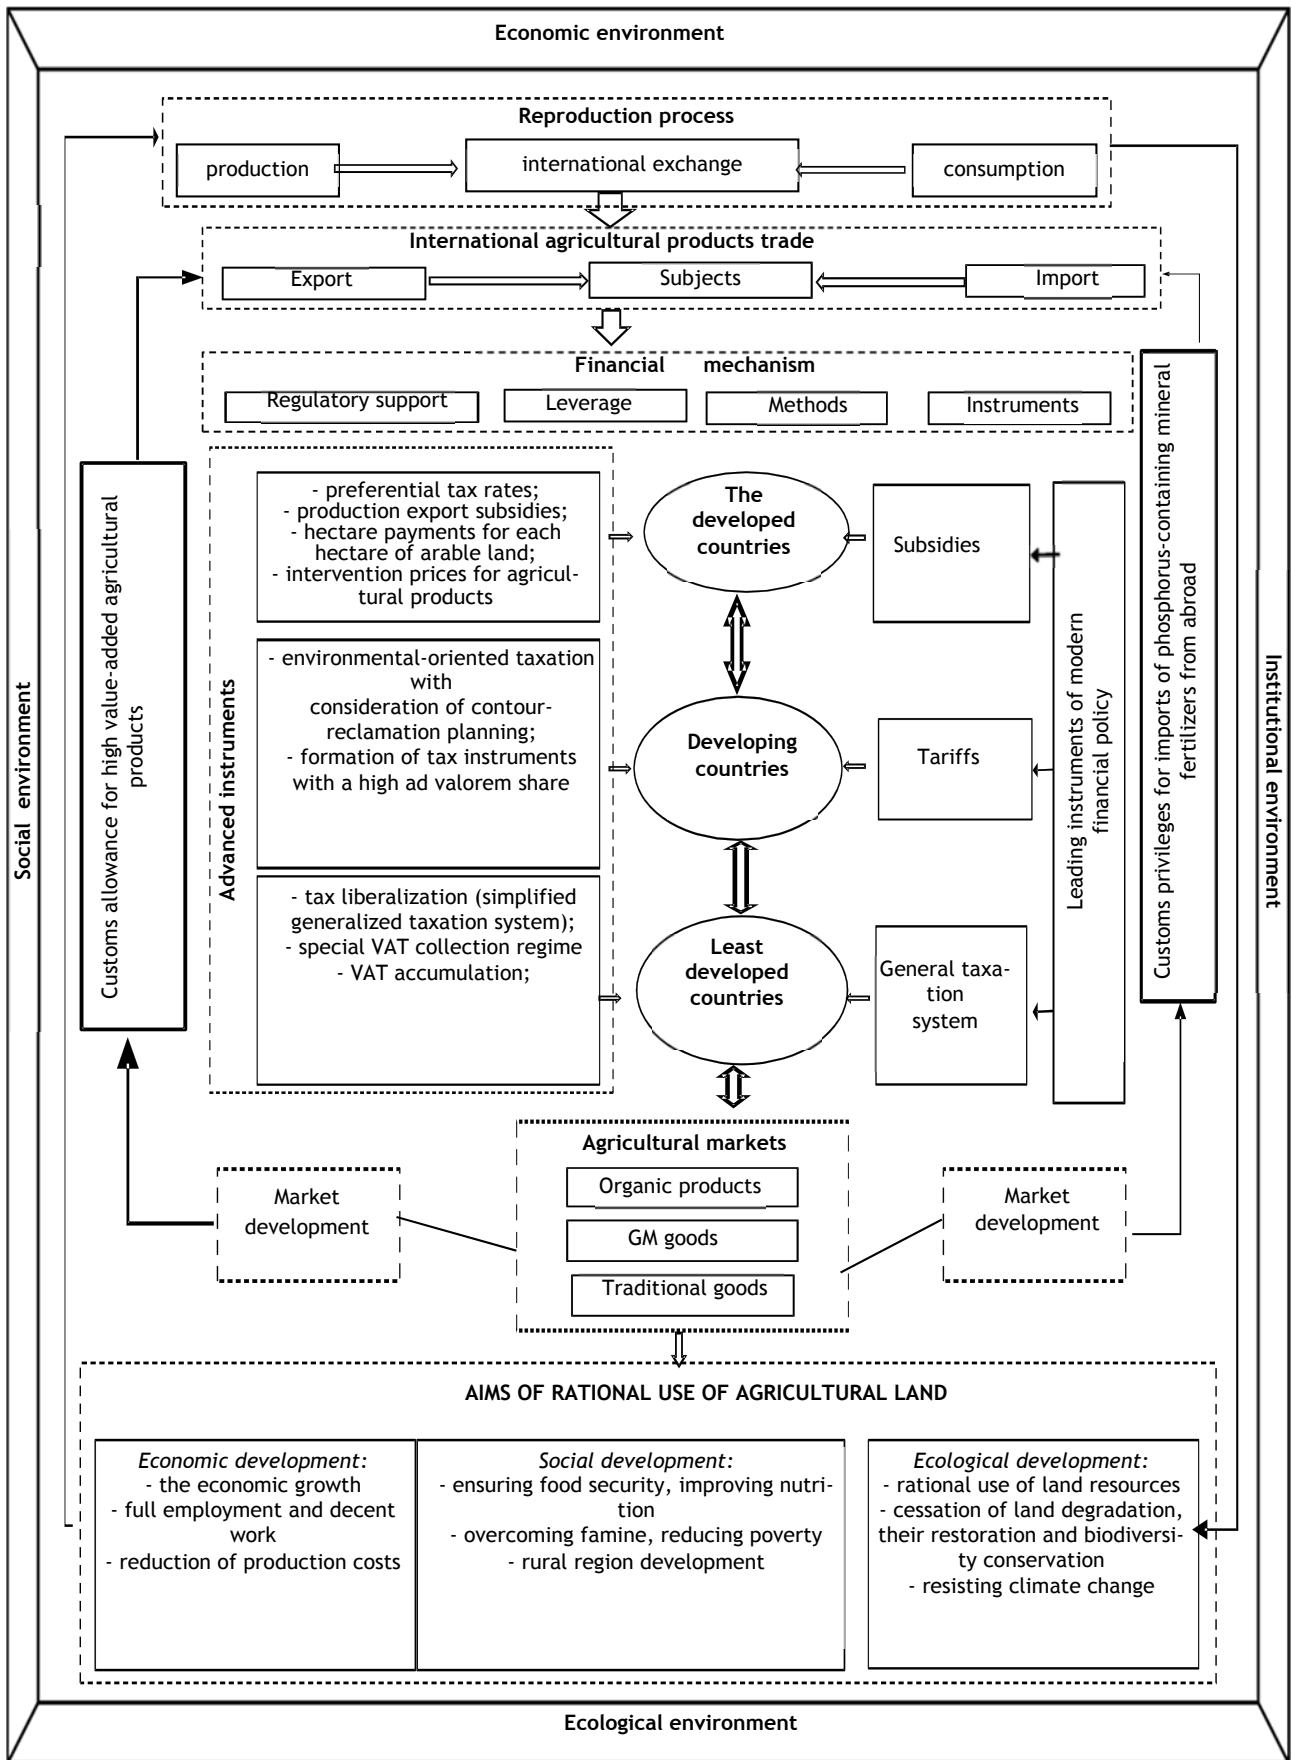 Economic environment
Reproduction process
production
international exchange
consumption
International agricultural products trade
Export
Subjects
Import
Financial mechanism
Regulatory support
Leverage
Methods
Instruments
Social environment
Customs allowance for high value-added agricultural
products
Advanced instruments
- preferential tax rates;
- production export subsidies;
- hectare payments for each
hectare of arable land;
- intervention prices for agricul-
tural products
The
developed
countries
Subsidies
- environmental-oriented taxation
with
consideration of contour-
reclamation planning;
- formation of tax instruments
with a high ad valorem share
Developing
countries
Tariffs
- tax liberalization (simplified
generalized taxation system);
- special VAT collection regime
- VAT accumulation;
Least
developed
countries
General taxa-
tion
system
Leading instruments of modern
financial policy
Customs privileges for imports of phosphorus-containing mineral
fertilizers from abroad
Institutional environment
Agricultural markets
Organic products
GM goods
Traditional goods
Market
development
Market
development
AIMS OF RATIONAL USE OF AGRICULTURAL LAND
Economic development:
- the economic growth
- full employment and decent
work
- reduction of production costs
Social development:
- ensuring food security, improving nutri-
tion
- overcoming famine, reducing poverty
- rural region development
Ecological development:
- rational use of land resources
- cessation of land degradation,
their restoration and biodiversi-
ty conservation
- resisting climate change
Ecological environment